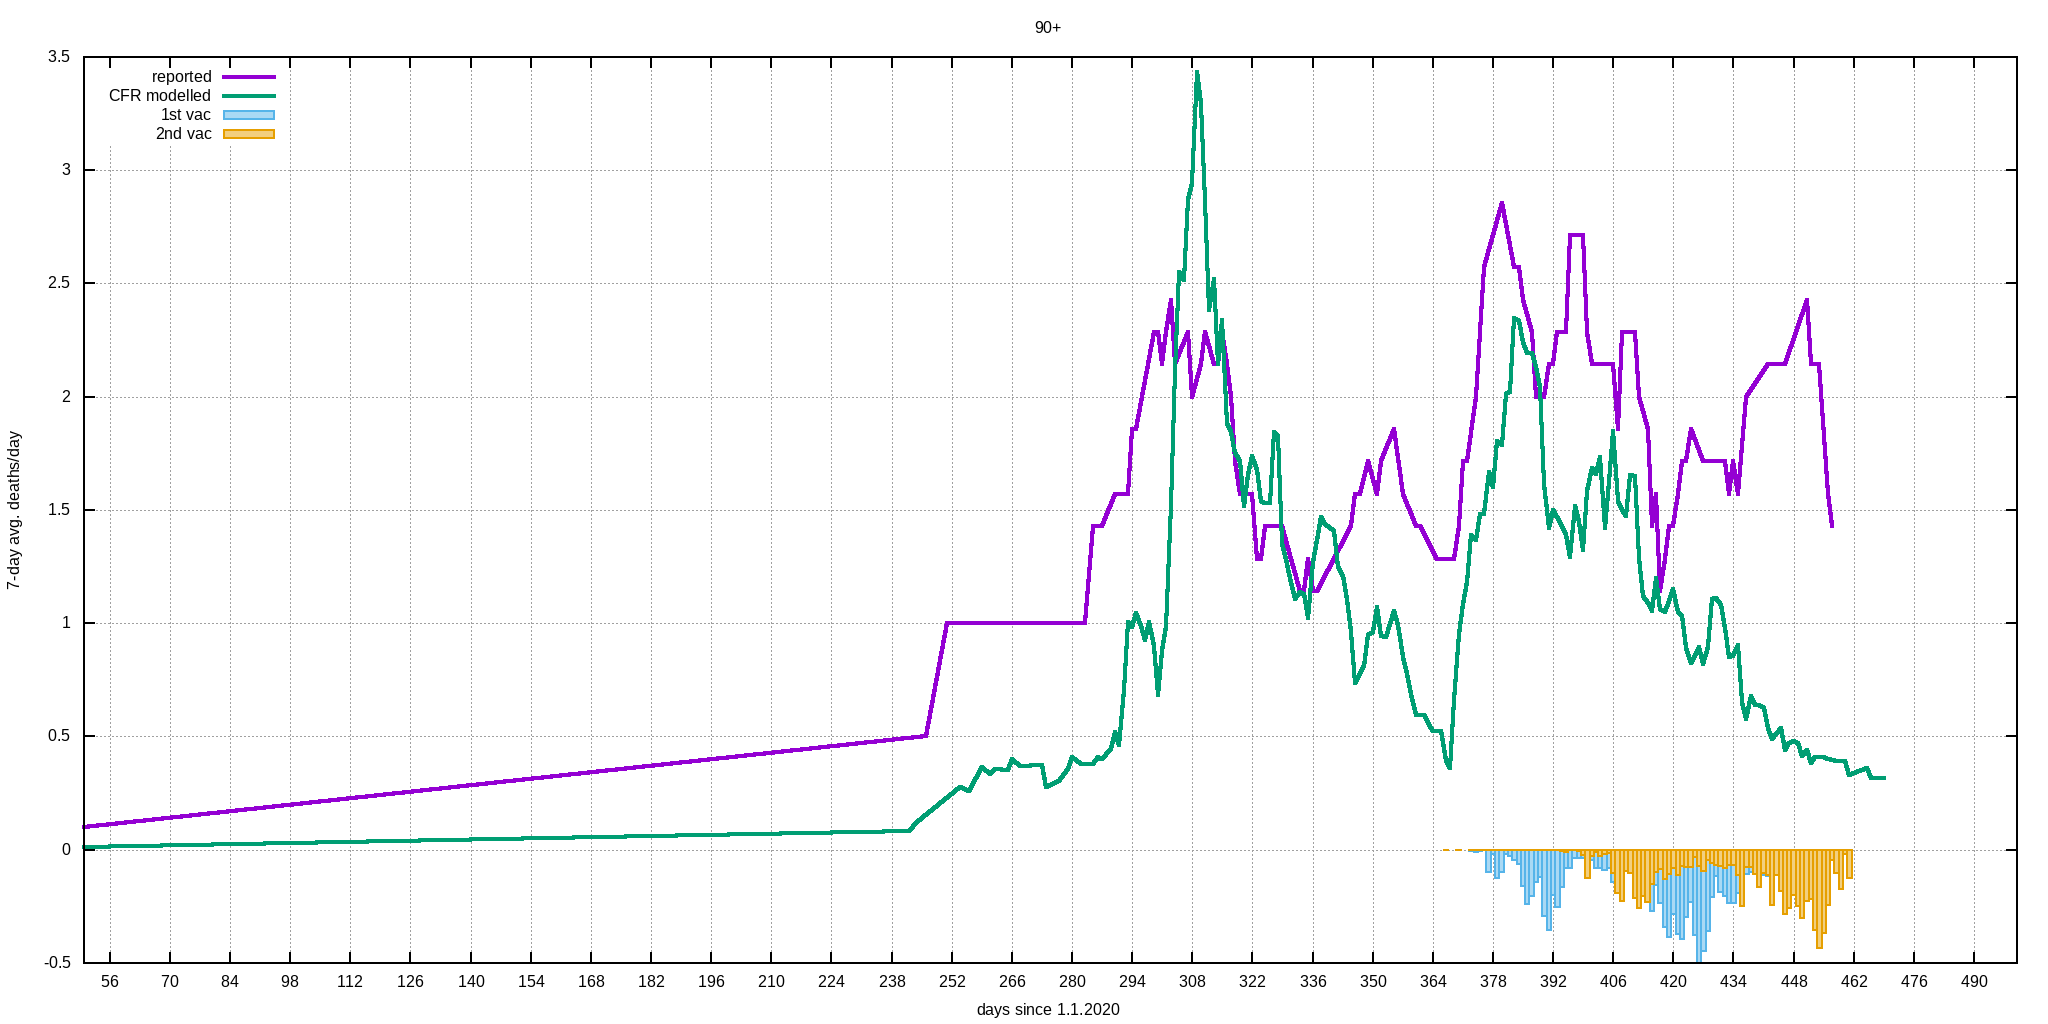 90+
reported
CFR modelled
1st vac
2nd vac
3.5
3
2.5
2
1.5
1
0.5
0
-0.5
7-day avg. deaths/day
56 70 84 98 112 126 140 154 168 182 196 210 224 238 252 266 280 294 308 322 336 350 364 378 392 406 420 434 448 462 476 490
days since 1.1.2020